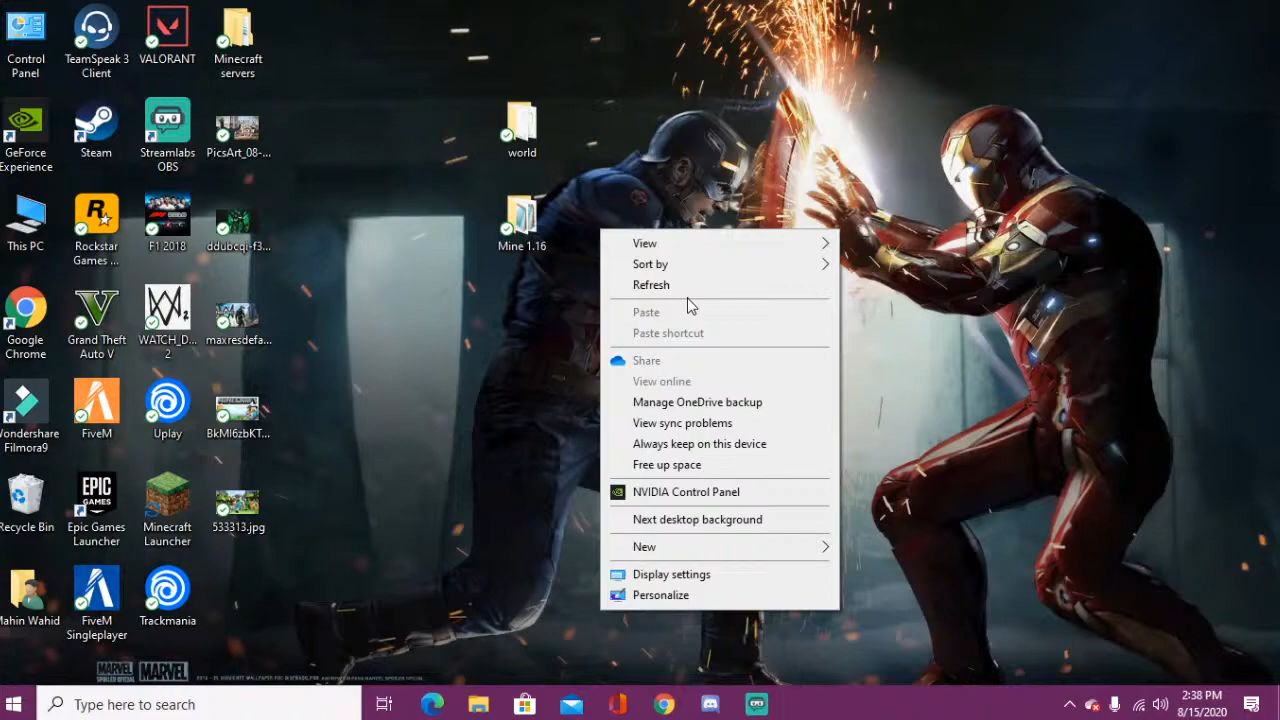 Control
Panel
TeamSpeak 3
Client
VALORANT
Minecraft
servers
GeForce
Experience
Steam
Streamlabs
OBS
PicsArt_08-...
world
This PC
Rockstar
Games ...
F1 2018
ddubcqi-f3...
Mine 1.16
Google
Chrome
Grand Theft
Auto V
WATCH_D...
2
maxresdefa...
Wondershare
Filmora9
FiveM
Uplay
BkMI6zbKT...
Recycle Bin
EPIC
GAMES
Epic Games
Launcher
Minecraft
Launcher
533313.jpg
Mahin Wahid
FiveM
Singleplayer
Trackmania
View
Sort by
Refresh
Paste
Paste shortcut
Share
View online
Manage OneDrive backup
View sync problems
Always keep on this device
Free up space
NVIDIA Control Panel
Next desktop background
New
Display settings
Personalize
MARVEL MARVEL
Type here to search
2:38 PM
8/15/2020